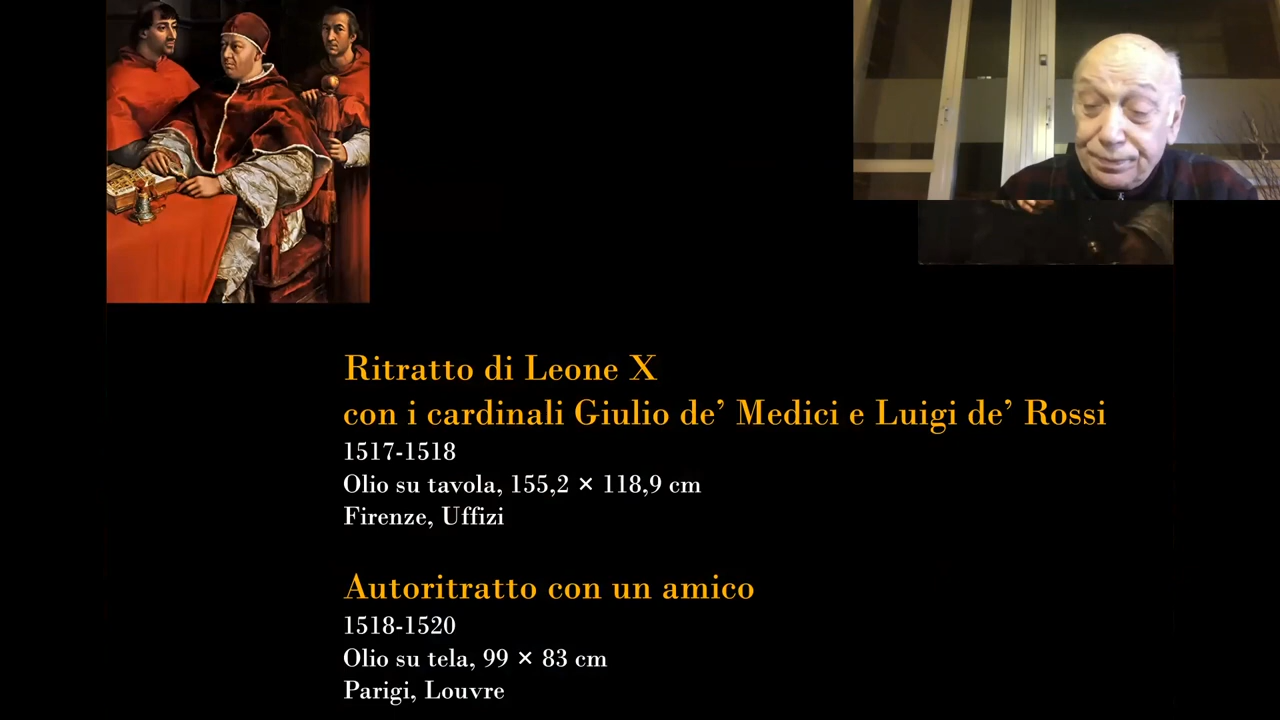 Ritratto di Leone X
con i cardinali Giulio de’ Medici e Luigi de’ Rossi
1517-1518
Olio su tavola, 155,2 × 118,9 cm
Firenze, Uffizi
Autoritratto con un amico
1518-1520
Olio su tela, 99 × 83 cm
Parigi, Louvre